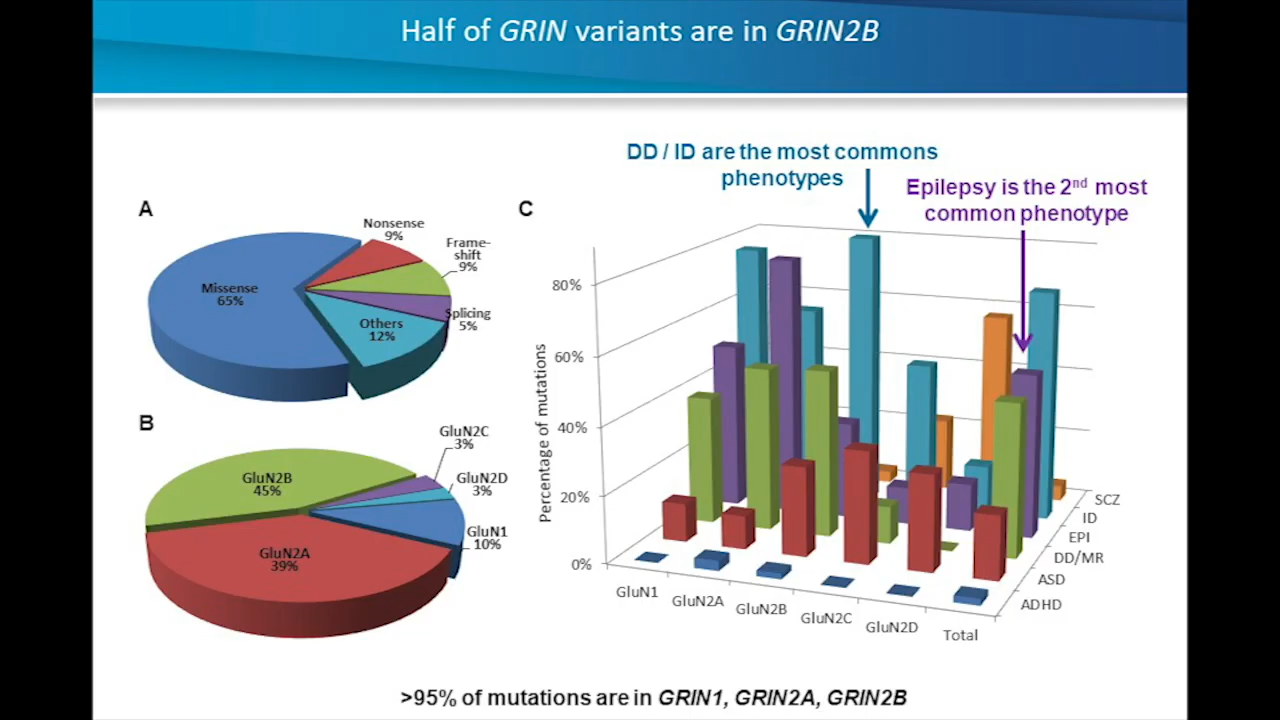 Half of GRIN variants are in GRIN2B
DD / ID are the most commons
phenotypes
Epilepsy is the 2nd most
common phenotype
A
Nonsense
9%
Frame-
shift
9%
Missense
65%
Splicing
5%
Others
12%
B
GluN2C
3%
GluN2B
45%
GluN2D
3%
GluN1
10%
GluN2A
39%
C
Percentage of mutations
80%
60%
40%
20%
0%
GluN1
GluN2A
GluN2B
GluN2C
GluN2D
Total
SCZ
ID
EPI
DD/MR
ASD
ADHD
>95% of mutations are in GRIN1, GRIN2A, GRIN2B